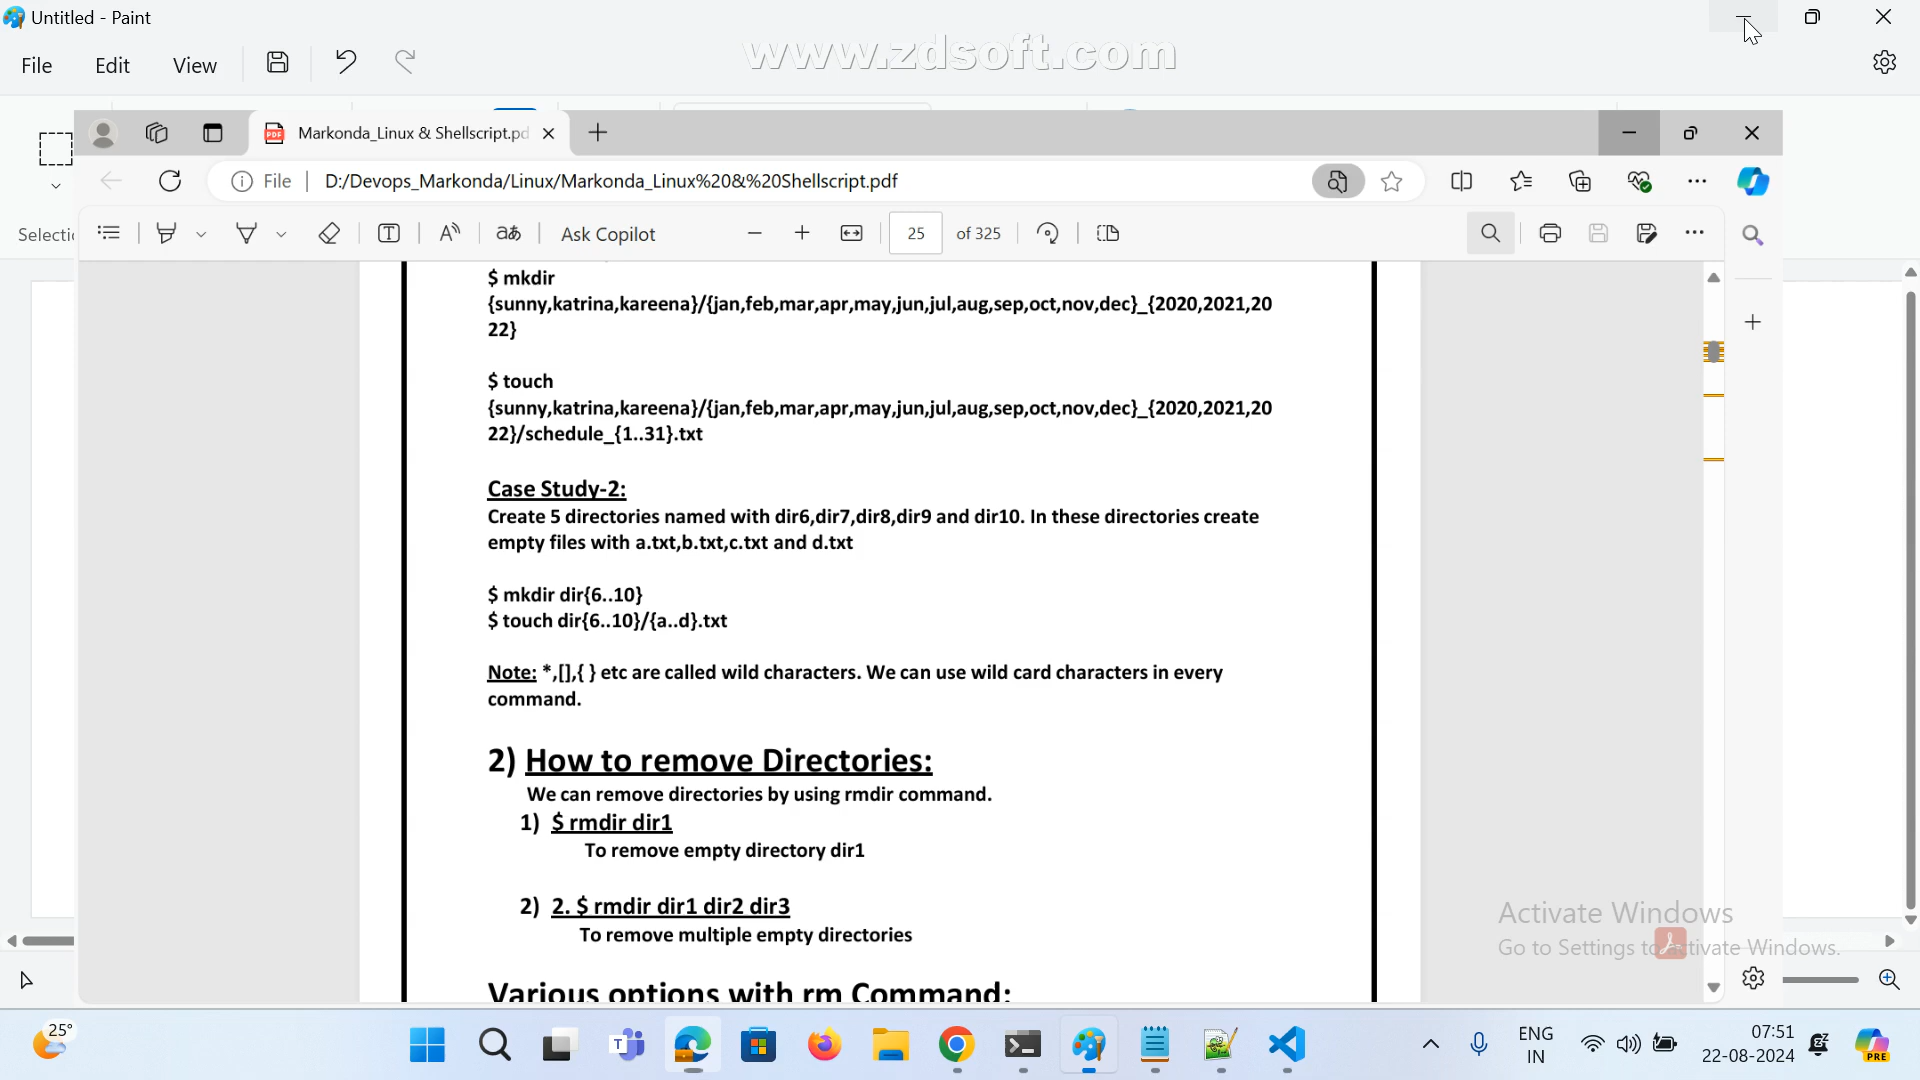 Untitled - Paint
www.zdsoft.com
File Edit View
Markonda_Linux & Shellscript.pd
File D:/Devops_Markonda/Linux/Markonda_Linux%20&%20Shellscript.pdf
Selecti
Ask Copilot 25 of 325
$ mkdir
{sunny,katrina,kareena}/{jan,feb,mar,apr,may,jun,jul,aug,sep,oct,nov,dec}_{2020,2021,20
22}
$ touch
{sunny,katrina,kareena}/{jan,feb,mar,apr,may,jun,jul,aug,sep,oct,nov,dec}_{2020,2021,20
22}/schedule_{1..31}.txt
Case Study-2:
Create 5 directories named with dir6,dir7,dir8,dir9 and dir10. In these directories create
empty files with a.txt,b.txt,c.txt and d.txt
$ mkdir dir{6..10}
$ touch dir{6..10}/{a..d}.txt
Note: *,[],{ } etc are called wild characters. We can use wild card characters in every
command.
2) How to remove Directories:
We can remove directories by using rmdir command.
1) $ rmdir dir1
To remove empty directory dir1
2) 2. $ rmdir dir1 dir2 dir3
To remove multiple empty directories
Various options with rm Command:
Activate Windows
Go to Settings to activate Windows.
25°
ENG
IN
07:51
22-08-2024
PRE